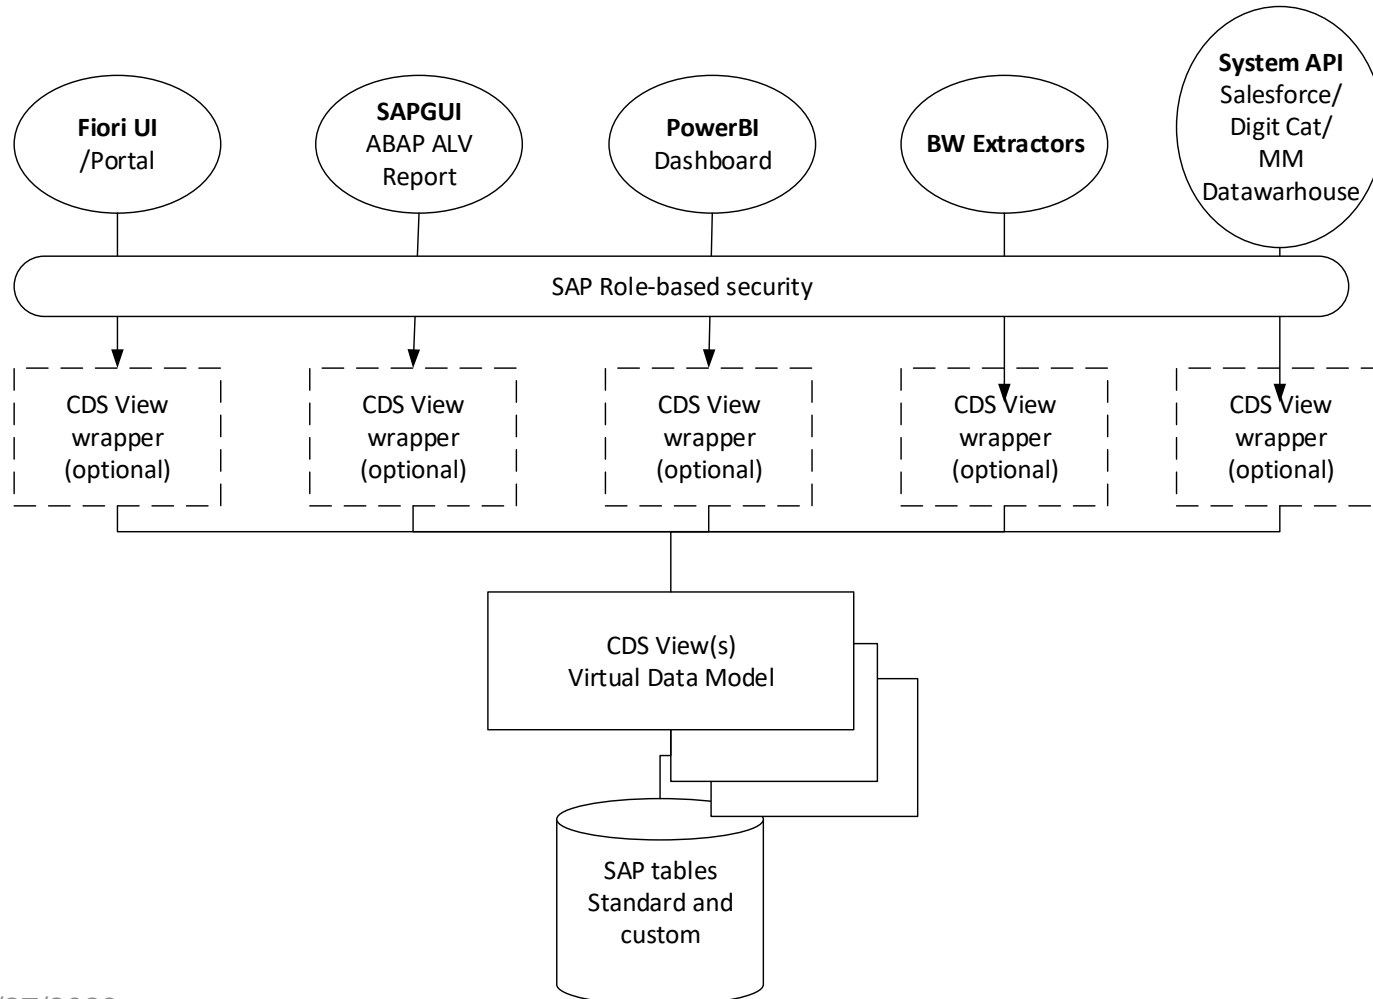 Fiori UI
/Portal
SAPGUI
ABAP ALV
Report
PowerBI
Dashboard
BW Extractors
System API
Salesforce/
Digit Cat/
MM
Datawarhouse
SAP Role-based security
CDS View
wrapper
(optional)
CDS View
wrapper
(optional)
CDS View
wrapper
(optional)
CDS View
wrapper
(optional)
CDS View
wrapper
(optional)
CDS View(s)
Virtual Data Model
SAP tables
Standard and
custom